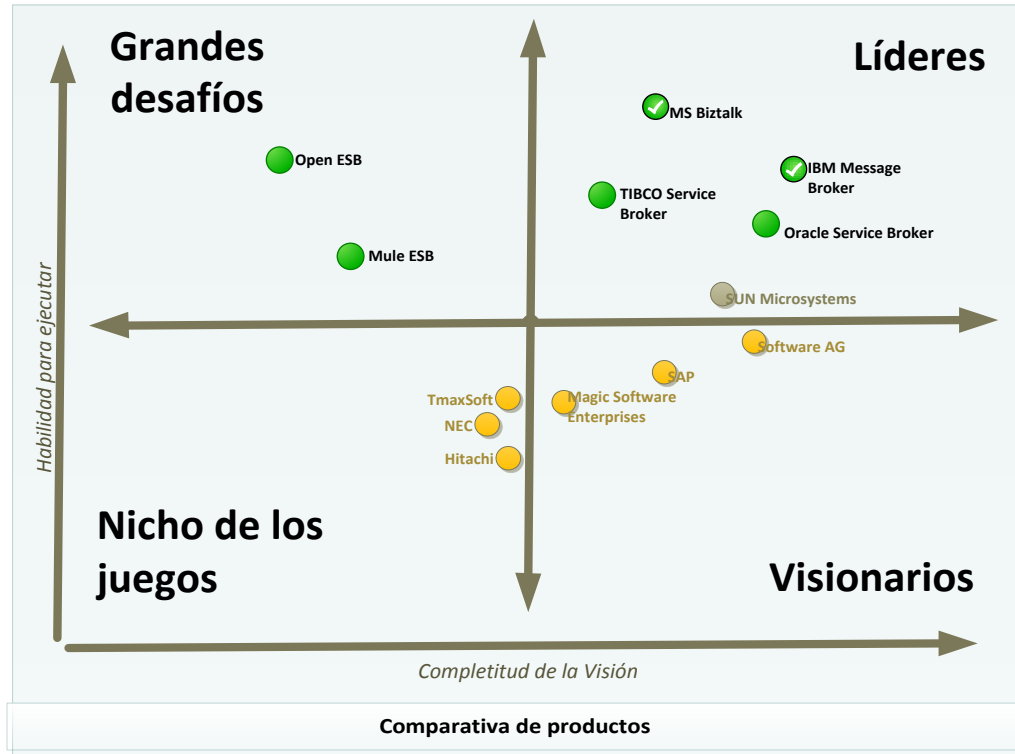 Grandes
desafíos
Líderes
MS Biztalk
Open ESB
IBM Message
Broker
TIBCO Service
Broker
Oracle Service Broker
Mule ESB
SUN Microsystems
Software AG
SAP
Magic Software
Enterprises
TmaxSoft
NEC
Hitachi
Habilidad para ejecutar
Nicho de los
juegos
Visionarios
Completitud de la Visión
Comparativa de productos